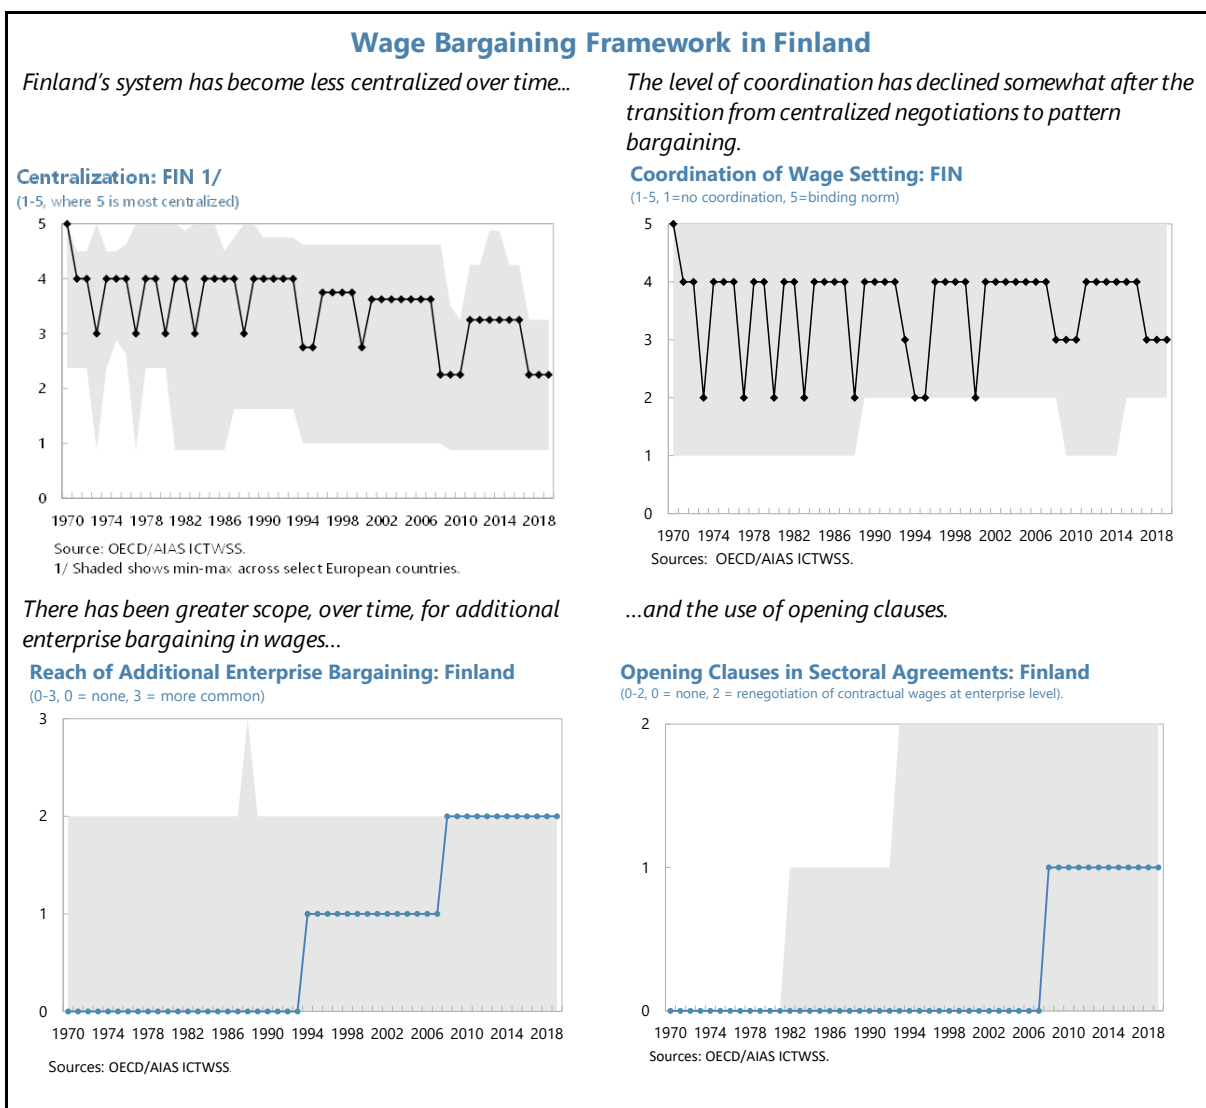 Wage Bargaining Framework in Finland
Finland's system has become less centralized over time...
The level of coordination has declined somewhat after the
transition from centralized negotiations to pattern
bargaining.
Centralization: FIN 1/
(1-5, where 5 is most centralized)
5
4
3
2
1
0
1970 1974 1978 1982 1986 1990 1994 1998 2002 2006 2010 2014 2018
Source: OECD/AIAS ICTWSS.
1/ Shaded shows min-max across select European countries.
Coordination of Wage Setting: FIN
(1-5, 1=no coordination, 5=binding norm)
5
4
3
2
1
0
1970 1974 1978 1982 1986 1990 1994 1998 2002 2006 2010 2014 2018
Sources: OECD/AIAS ICTWSS.
There has been greater scope, over time, for additional
enterprise bargaining in wages...
Reach of Additional Enterprise Bargaining: Finland
(0-3, 0 = none, 3 = more common)
3
2
1
0
1970 1974 1978 1982 1986 1990 1994 1998 2002 2006 2010 2014 2018
Sources: OECD/AIAS ICTWSS.
...and the use of opening clauses.
Opening Clauses in Sectoral Agreements: Finland
(0-2, 0 = none, 2 = renegotiation of contractual wages at enterprise level).
2
1
0
1970 1974 1978 1982 1986 1990 1994 1998 2002 2006 2010 2014 2018
Sources: OECD/AIAS ICTWSS.